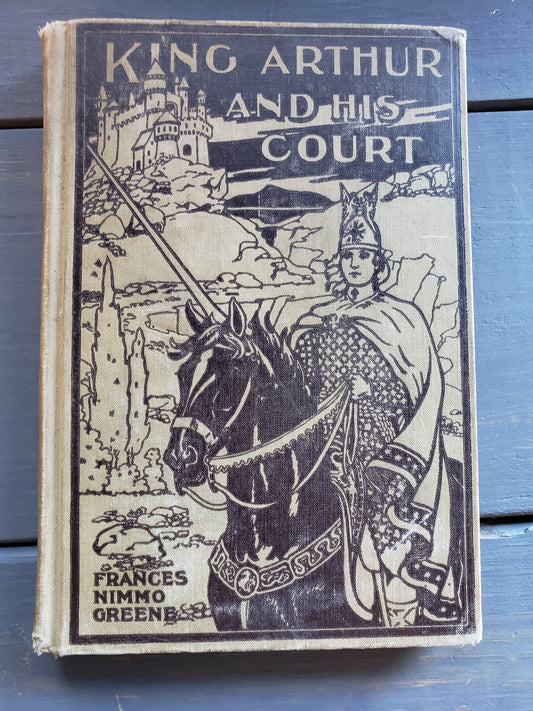 KING ARTHUR
AND HIS
COURT
FRANCES
NIMMO
GREENE